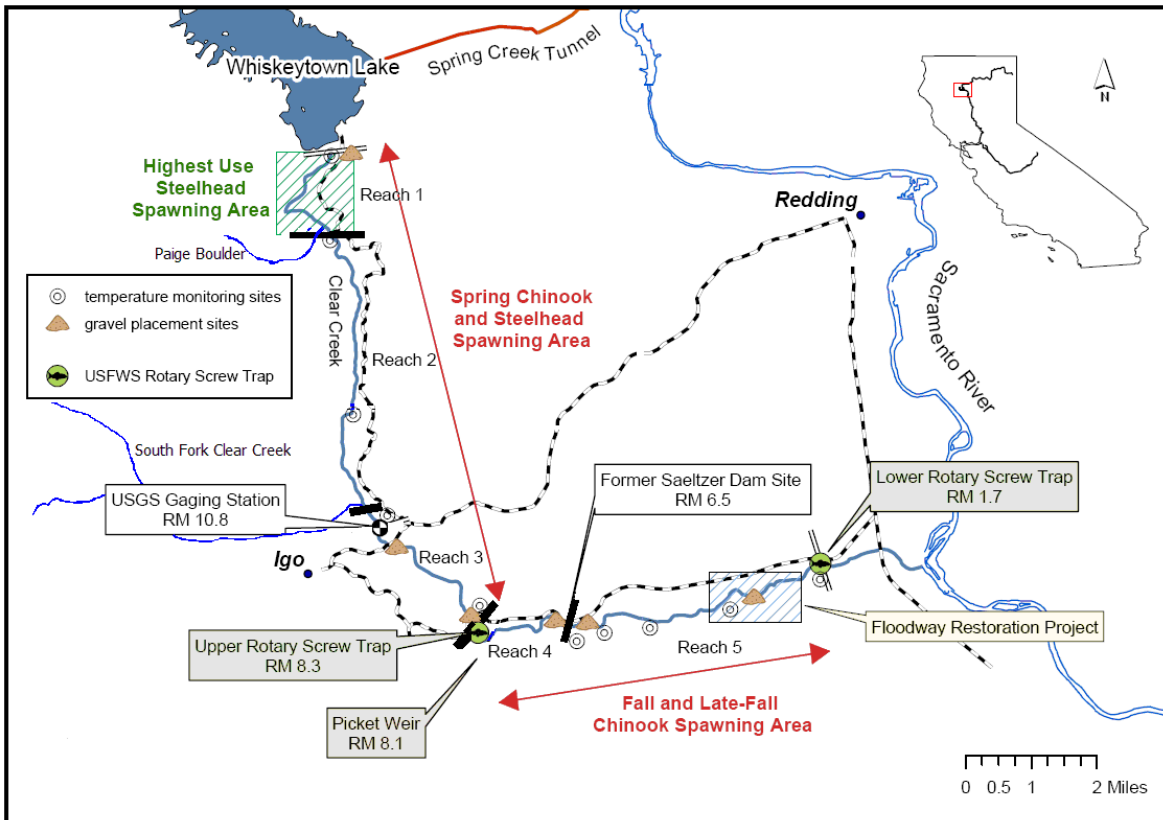 Whiskeytown Lake
Spring Creek Tunnel
N
Highest Use
Steelhead
Spawning Area
Reach 1
Redding
Paige Boulder
temperature monitoring sites
gravel placement sites
USFWS Rotary Screw Trap
Clear Creek
Spring Chinook
and Steelhead
Spawning Area
Sacramento River
Reach 2
South Fork Clear Creek
USGS Gaging Station
RM 10.8
Former Saeltzer Dam Site
RM 6.5
Lower Rotary Screw Trap
RM 1.7
Igo
Reach 3
Upper Rotary Screw Trap
RM 8.3
Reach 4
Reach 5
Floodway Restoration Project
Picket Weir
RM 8.1
Fall and Late-Fall
Chinook Spawning Area
0 0.5 1 2 Miles